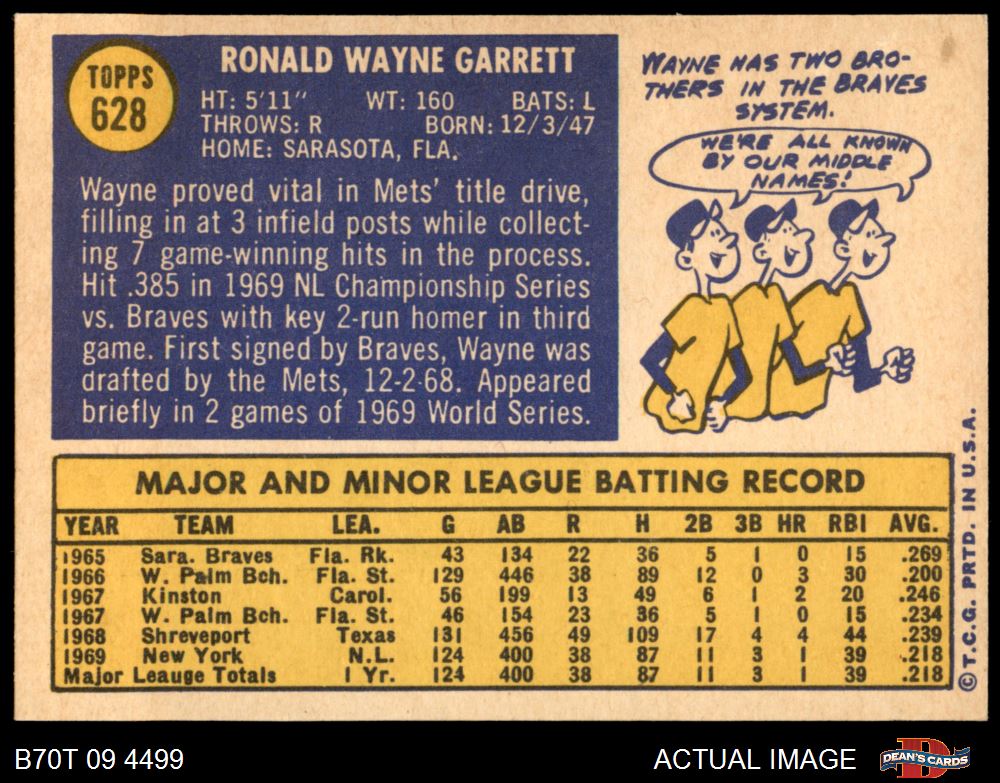 TOPPS
628
RONALD WAYNE GARRETT
HT: 5'11" WT: 160 BATS: L
THROWS: R BORN: 12/3/47
HOME: SARASOTA, FLA.
Wayne proved vital in Mets' title drive,
filling in at 3 infield posts while collect-
ing 7 game-winning hits in the process.
Hit .385 in 1969 NL Championship Series
vs. Braves with key 2-run homer in third
game. First signed by Braves, Wayne was
drafted by the Mets, 12-2-68. Appeared
briefly in 2 games of 1969 World Series.
WAYNE HAS TWO BRO-
THERS IN THE BRAVES
SYSTEM.
WE'RE ALL KNOWN
BY OUR MIDDLE
NAMES!
MAJOR AND MINOR LEAGUE BATTING RECORD
YEAR TEAM LEA. G AB R H 2B 3B HR RBI AVG.
1965 Sara. Braves Fla. Rk. 43 134 22 36 5 1 0 15 .269
1966 W. Palm Bch. Fla. St. 129 446 38 89 12 0 3 30 .200
1967 Kinston Carol. 56 199 13 49 6 1 2 20 .246
1967 W. Palm Bch. Fla. St. 46 154 23 36 5 1 0 15 .234
1968 Shreveport Texas 131 456 49 109 17 4 4 44 .239
1969 New York N.L. 124 400 38 87 11 3 1 39 .218
Major Leauge Totals 1 Yr. 124 400 38 87 11 3 1 39 .218
© T.C.G. PRTD. IN U.S.A.
B70T 09 4499 ACTUAL IMAGE
DEAN'S CARDS